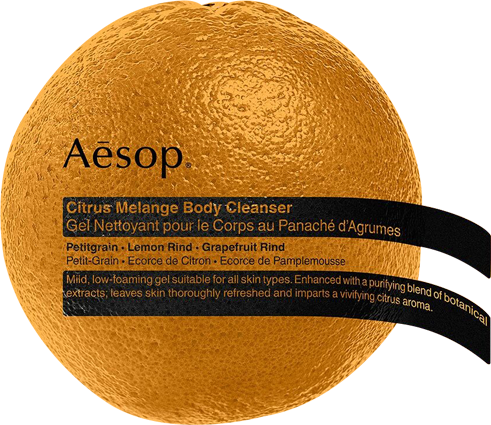 Aēsop®
Citrus Melange Body Cleanser
Gel Nettoyant pour le Corps au Panaché d'Agrumes
Petitgrain • Lemon Rind • Grapefruit Rind
Petit-Grain • Ecorce de Citron • Ecorce de Pamplemousse
Mild, low-foaming gel suitable for all skin types. Enhanced with a purifying blend of botanical
extracts; leaves skin thoroughly refreshed and imparts a vivifying citrus aroma.